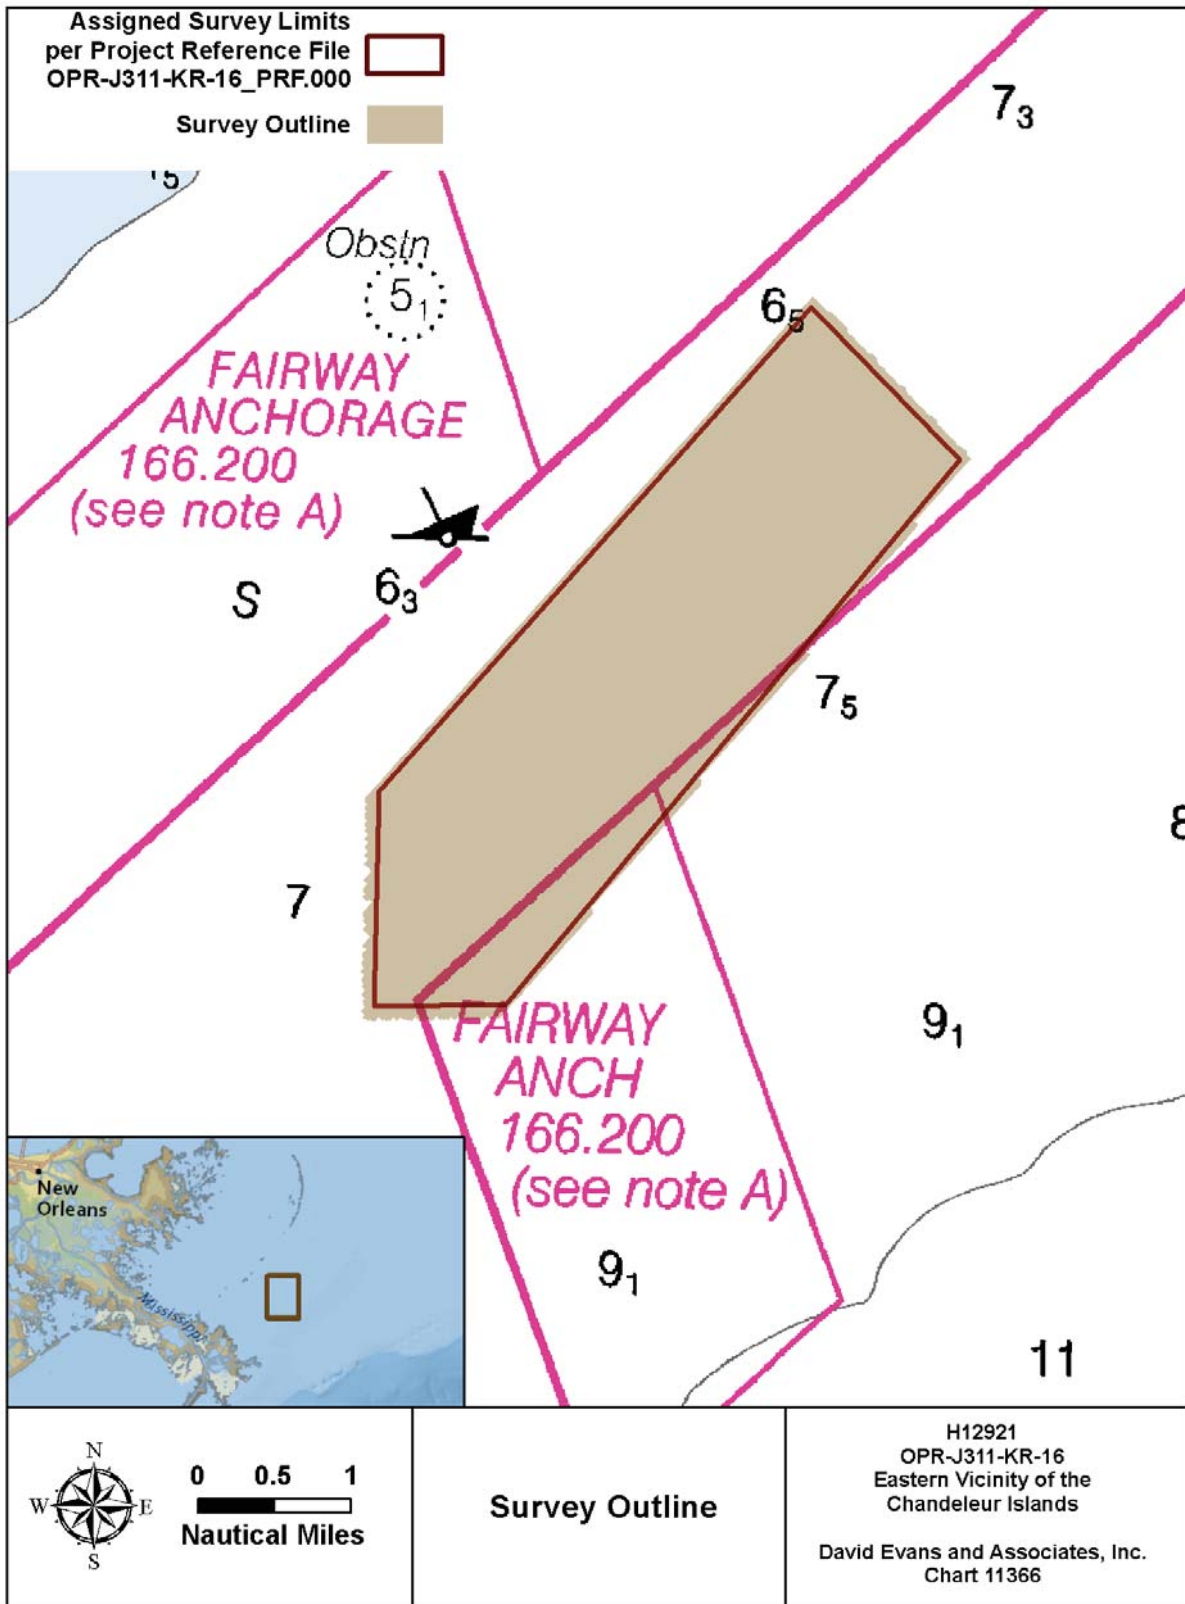 Assigned Survey Limits
per Project Reference File
OPR-J311-KR-16_PRF.000
Survey Outline
7₃
5
Obstn
5₁
6₅
FAIRWAY
ANCHORAGE
166.200
(see note A)
6₃
S
7₅
8
7
9₁
FAIRWAY
ANCH
166.200
(see note A)
9₁
11
New
Orleans
Mississippi
N
W
E
S
0 0.5 1
Nautical Miles
Survey Outline
H12921
OPR-J311-KR-16
Eastern Vicinity of the
Chandeleur Islands
David Evans and Associates, Inc.
Chart 11366